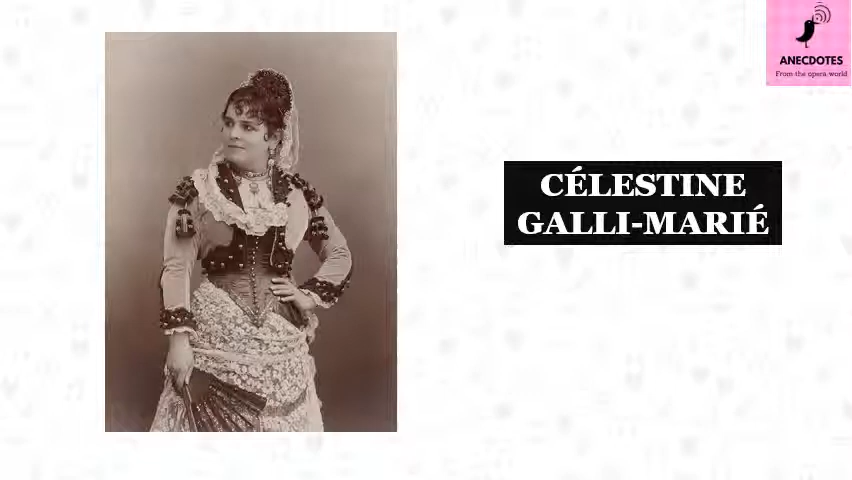 ANECDOTES
From the opera world
CÉLESTINE
GALLI-MARIÉ